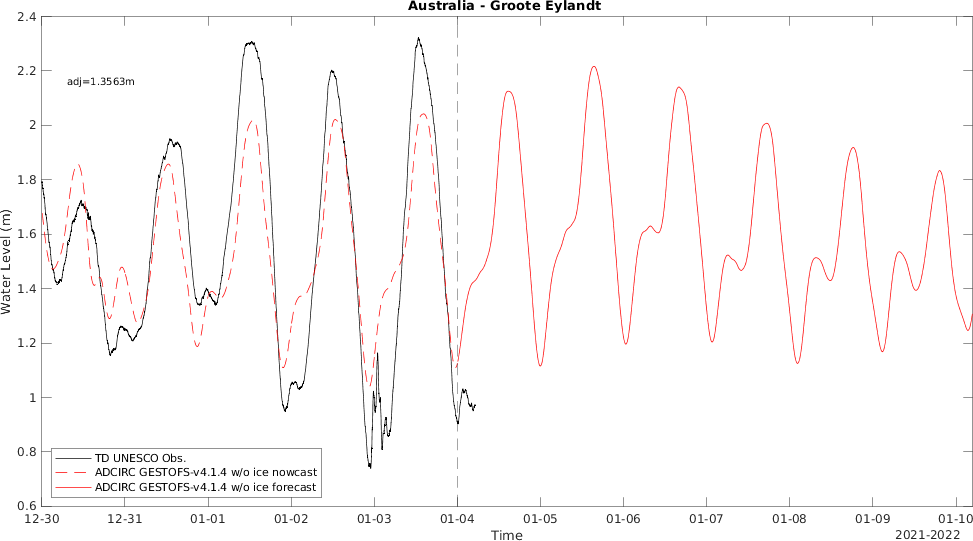 Australia - Groote Eylandt
2.4
2.2
2
1.8
1.6
1.4
1.2
1
0.8
0.6
Water Level (m)
adj=1.3563m
TD UNESCO Obs.
ADCIRC GESTOFS-v4.1.4 w/o ice nowcast
ADCIRC GESTOFS-v4.1.4 w/o ice forecast
12-30 12-31 01-01 01-02 01-03 01-04 01-05 01-06 01-07 01-08 01-09 01-10
Time
2021-2022